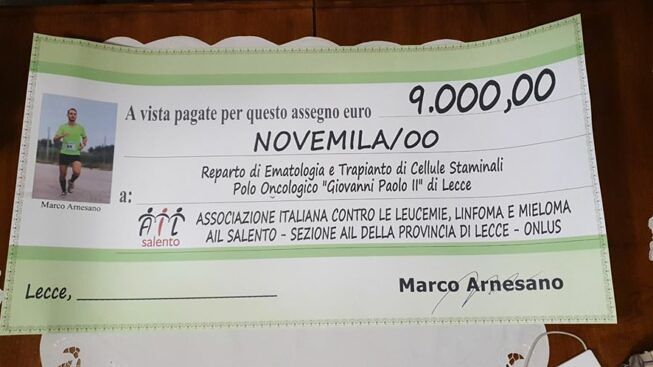 A vista pagate per questo assegno euro 9.000,00
NOVEMILA/00
Reparto di Ematologia e Trapianto di Cellule Staminali
Polo Oncologico "Giovanni Paolo II" di Lecce
Marco Arnesano
a:
AIL
salento
ASSOCIAZIONE ITALIANA CONTRO LE LEUCEMIE, LINFOMA E MIELOMA
AIL SALENTO - SEZIONE AIL DELLA PROVINCIA DI LECCE - ONLUS
Lecce,
Marco Arnesano